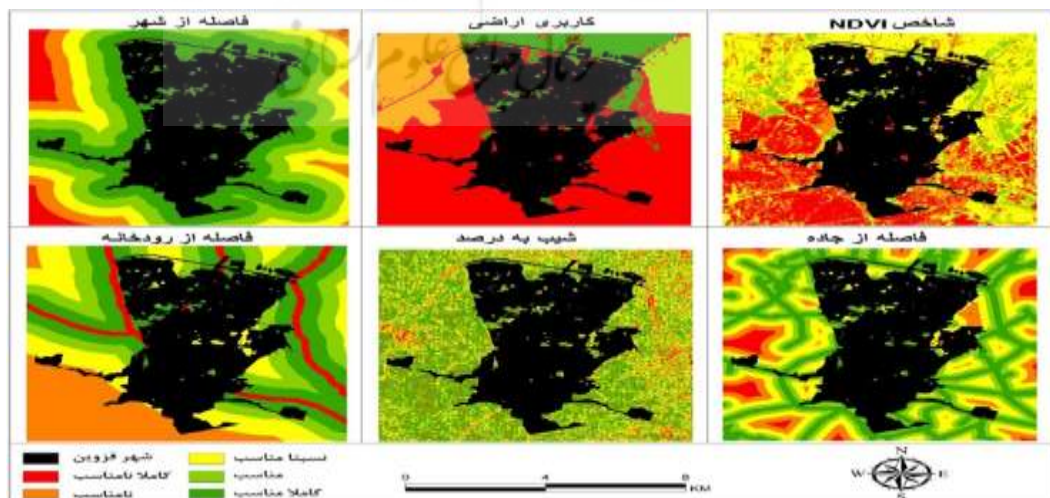 شاخص NDVI
کاربری اراضی
فاصله از شهر
فاصله از جاده
شیب به درصد
فاصله از رودخانه
شهر قزوین
کاملا نامناسب
نامناسب
نسبتا مناسب
مناسب
کاملا مناسب
0 4 8
KM
N
W E
S